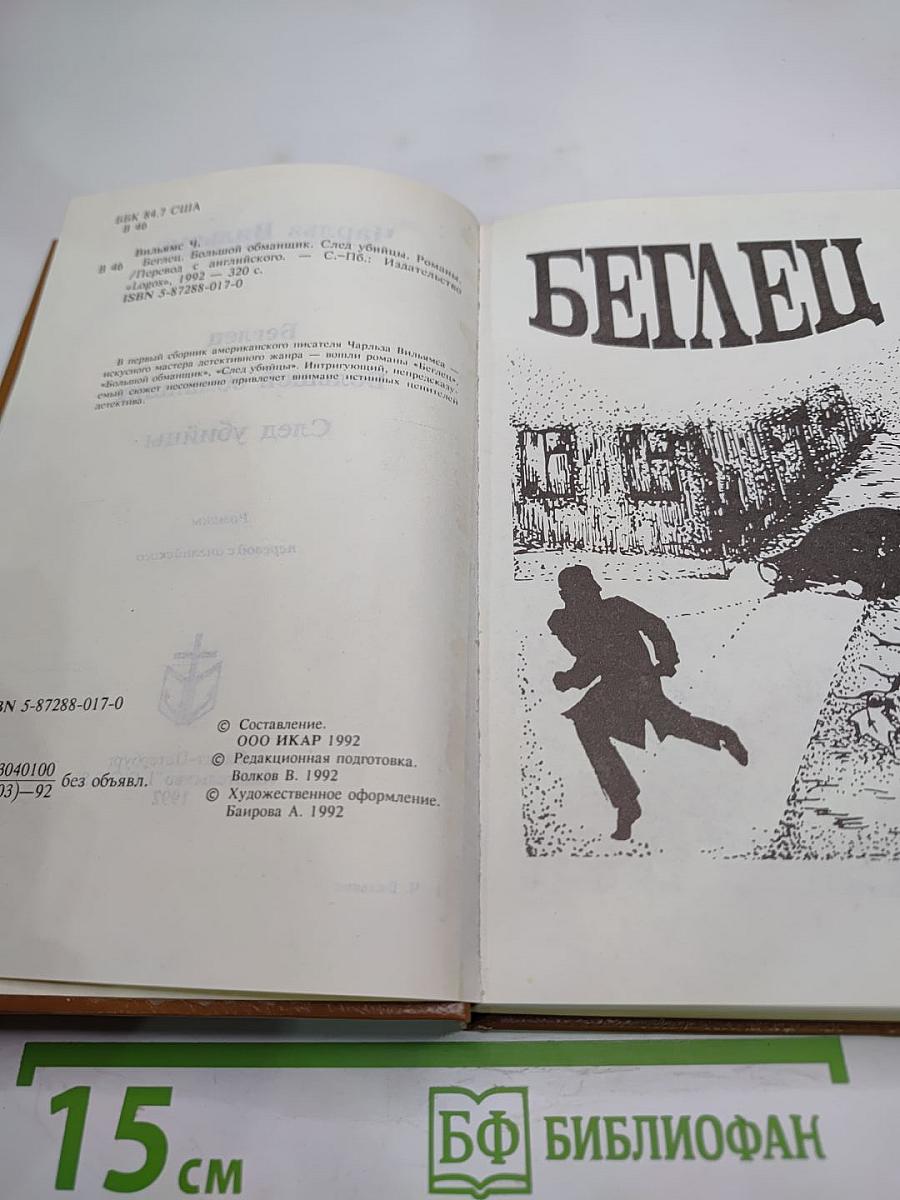 ББК 84.7 США
В 46
Вильямс Ч.
В 46 Беглец. Большой обманщик. След убийцы. Романы.
/Перевод с английского. — С.-Пб.: Издательство
«Logos», 1992 — 320 с.
ISBN 5-87288-017-0
В первый сборник американского писателя Чарльза Вильямса —
искусного мастера детективного жанра — вошли романы "Беглец",
«Большой обманщик», «След убийцы». Интригующий, непредсказу-
емый сюжет несомненно привлечет внимание истинных ценителей
детектива.
BN 5-87288-017-0
3040100
03)—92 без объявл.
© Составление.
ООО ИКАР 1992
© Редакционная подготовка.
Волков В. 1992
© Художественное оформление.
Баирова А. 1992
БЕГЛЕЦ
15 см
БФ БИБЛИОФАН